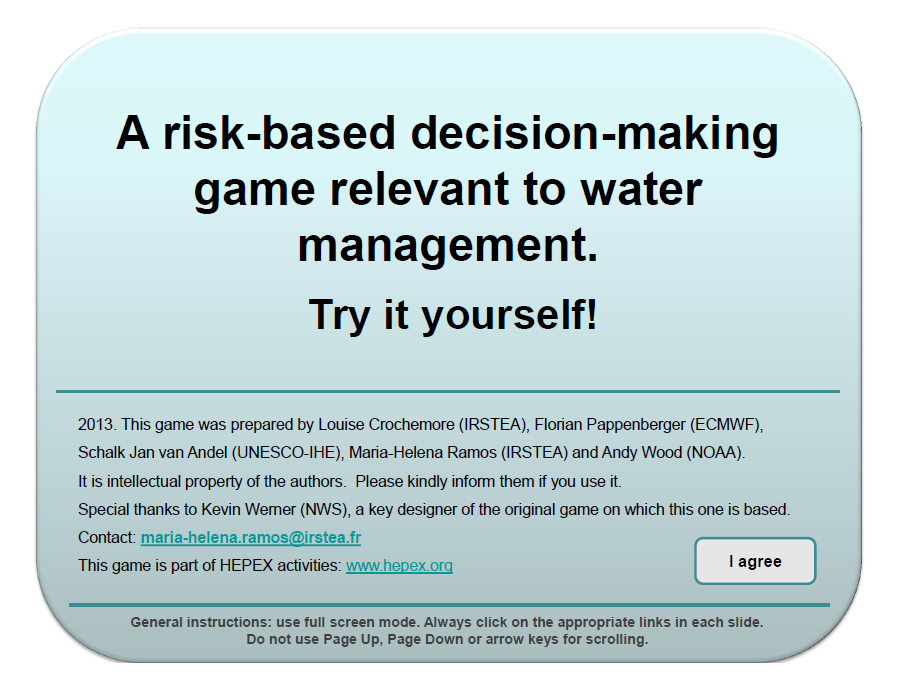 A risk-based decision-making
game relevant to water
management.
Try it yourself!
2013. This game was prepared by Louise Crochemore (IRSTEA), Florian Pappenberger (ECMWF),
Schalk Jan van Andel (UNESCO-IHE), Maria-Helena Ramos (IRSTEA) and Andy Wood (NOAA).
It is intellectual property of the authors.  Please kindly inform them if you use it.
Special thanks to Kevin Werner (NWS), a key designer of the original game on which this one is based.
Contact: maria-helena.ramos@irstea.fr
This game is part of HEPEX activities: www.hepex.org
I agree
General instructions: use full screen mode. Always click on the appropriate links in each slide.
Do not use Page Up, Page Down or arrow keys for scrolling.